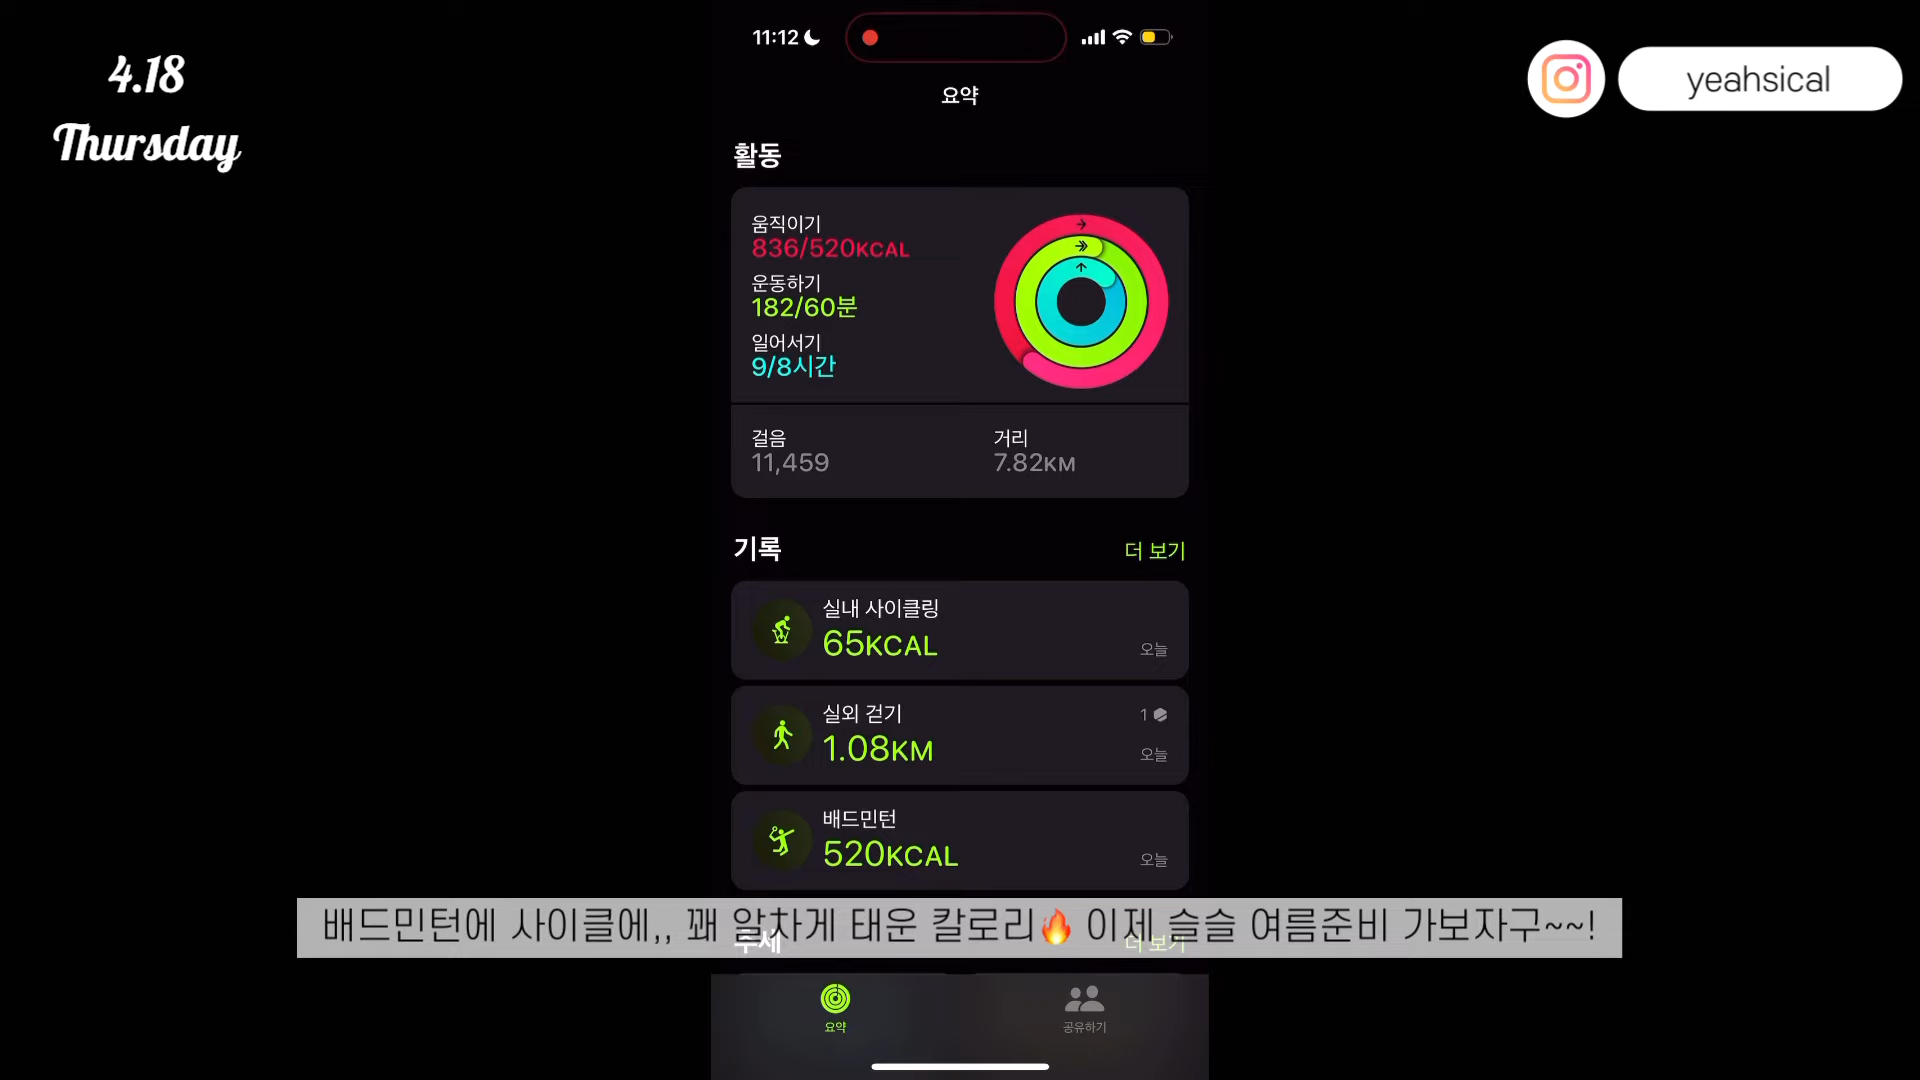 4.18
Thursday
yeahsical
11:12
요약
활동
움직이기
836/520KCAL
운동하기
182/60분
일어서기
9/8시간
걸음
11,459
거리
7.82KM
기록
더 보기
실내 사이클링
65KCAL
오늘
실외 걷기
1.08KM
1
오늘
배드민턴
520KCAL
오늘
배드민턴에 사이클에,, 꽤 알차게 태운 칼로리🔥 이제 슬슬 여름준비 가보자구~~!
추세
더 보기
요약
공유하기